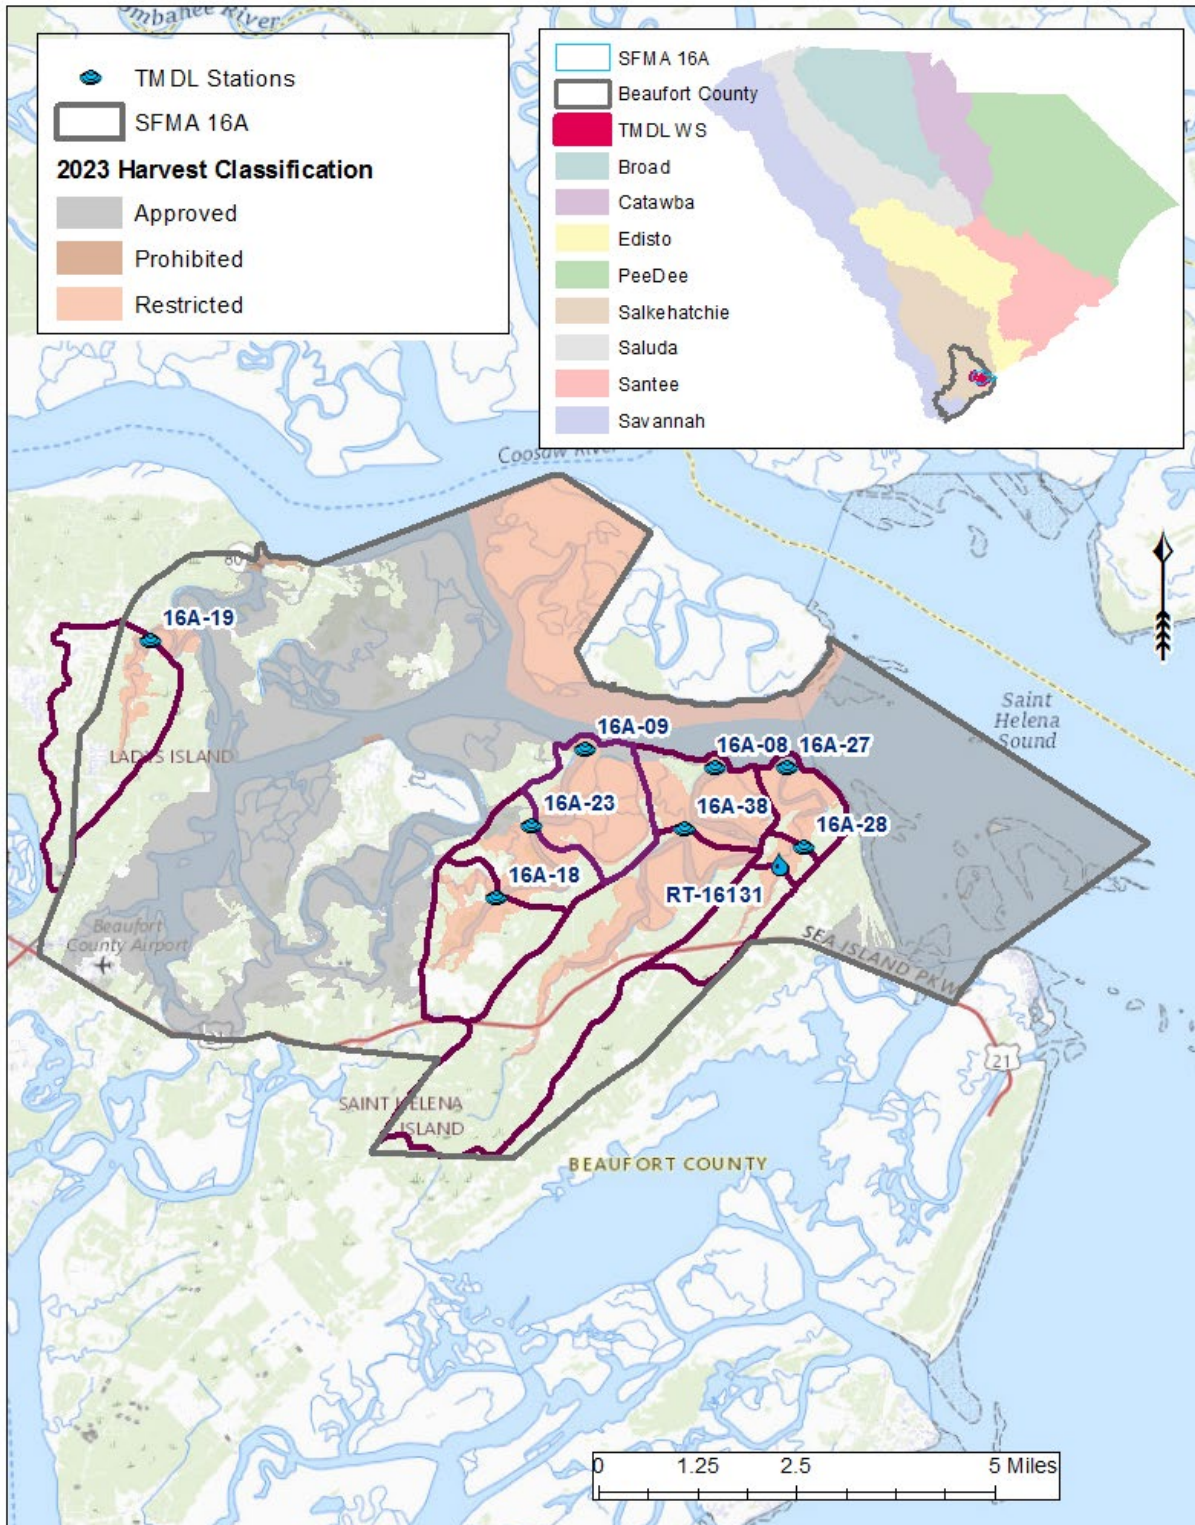 ombahee River
TMDL Stations
SFMA 16A
2023 Harvest Classification
Approved
Prohibited
Restricted
SFMA 16A
Beaufort County
TMDL WS
Broad
Catawba
Edisto
PeeDee
Salkehatchie
Saluda
Santee
Savannah
Coosaw River
80
16A-19
LADYS ISLAND
Saint
Helena
Sound
16A-09
16A-08
16A-27
16A-23
16A-38
16A-28
16A-18
RT-16131
Beaufort
County Airport
SEA ISLAND PKWY
21
SAINT HELENA
ISLAND
BEAUFORT COUNTY
0 1.25 2.5 5 Miles